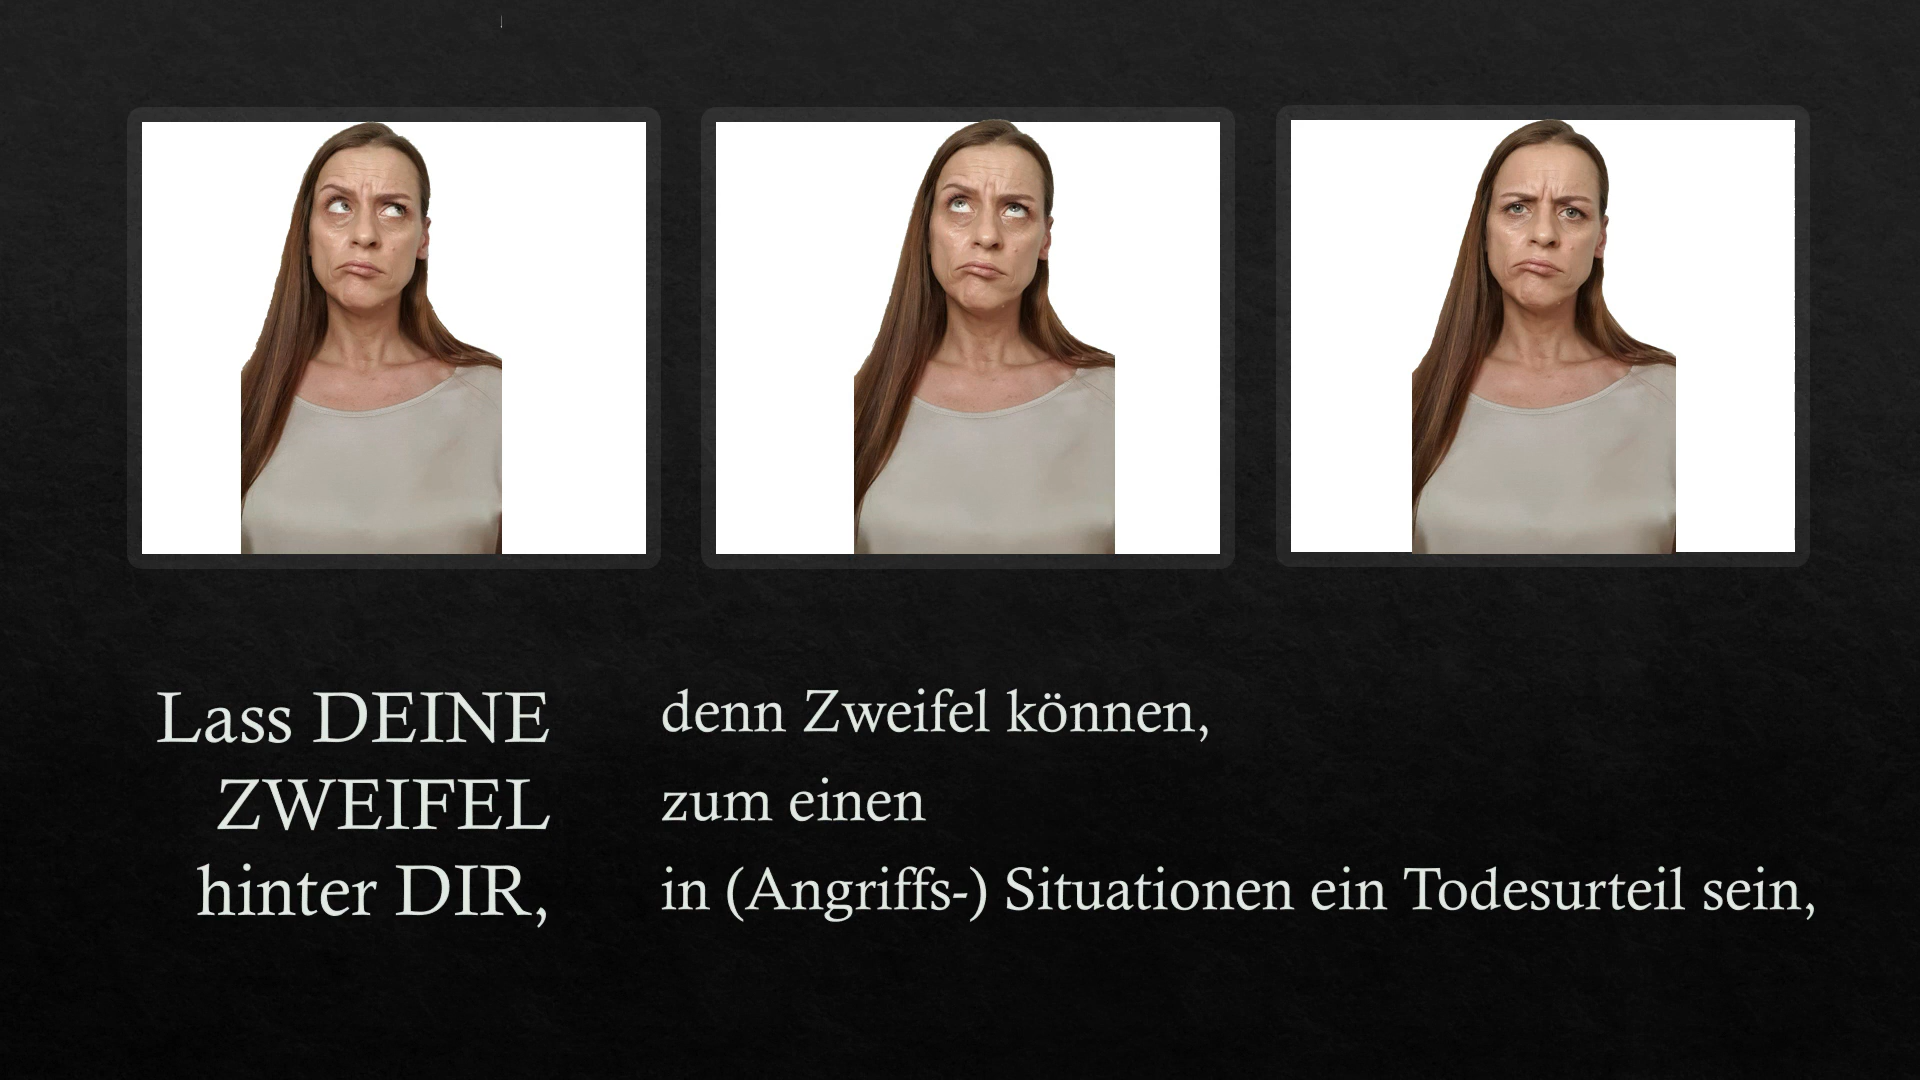 Lass DEINE
ZWEIFEL
hinter DIR,
denn Zweifel können,
zum einen
in (Angriffs-) Situationen ein Todesurteil sein,